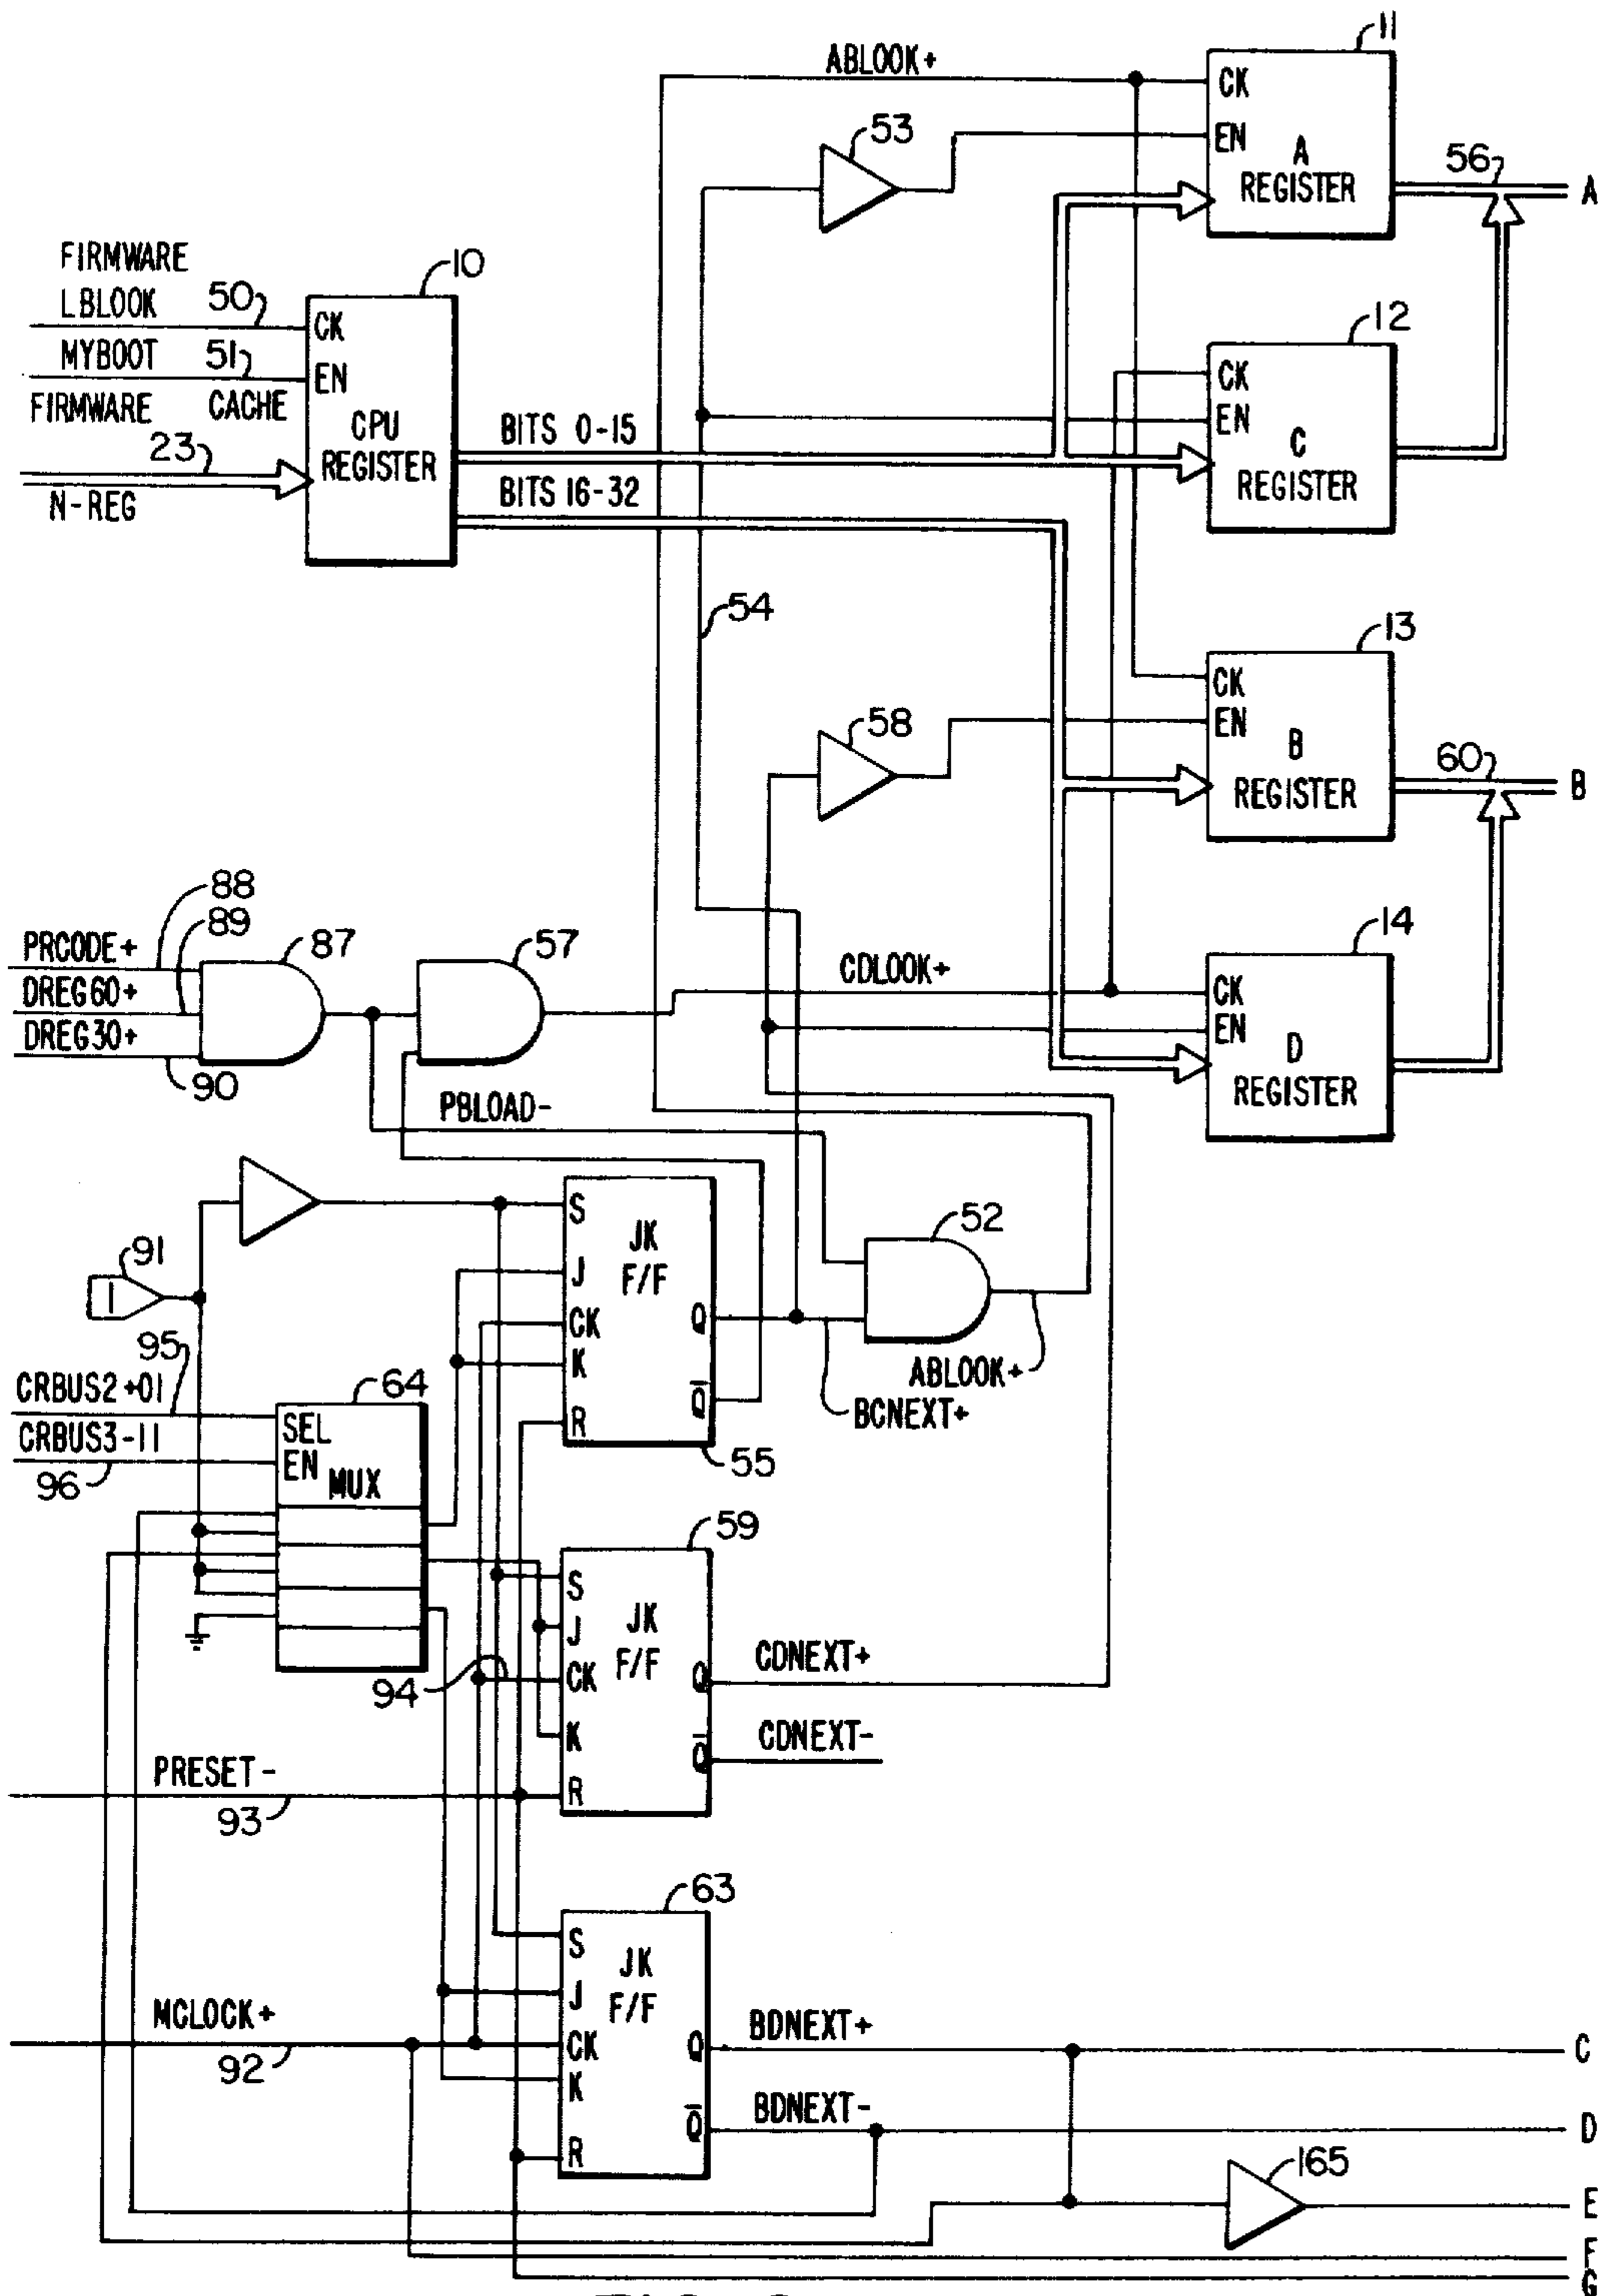 11
ABLOOK+
CK
EN
A
REGISTER
53
56
A
FIRMWARE
LBLOOK
50
10
CK
MYBOOT
51
EN
FIRMWARE
CACHE
CPU
REGISTER
23
N-REG
BITS 0-15
BITS 16-32
12
CK
EN
C
REGISTER
54
13
CK
EN
B
REGISTER
58
60
B
88
89
PRCODE+
87
57
DREG60+
DREG30+
90
CDLOOK+
14
CK
EN
D
REGISTER
PBLOAD-
S
JK
F/F
J
CK
K
R
Q
Q̅
55
52
91
1
95
ABLOOK+
BCNEXT+
CRBUS2+01
64
CRBUS3-11
SEL
EN
MUX
96
59
S
JK
F/F
J
CK
K
R
Q
Q̅
94
CDNEXT+
CDNEXT-
PRESET-
93
63
S
JK
F/F
J
CK
K
R
Q
Q̅
MCLOCK+
92
BDNEXT+
C
BDNEXT-
D
165
E
F
G